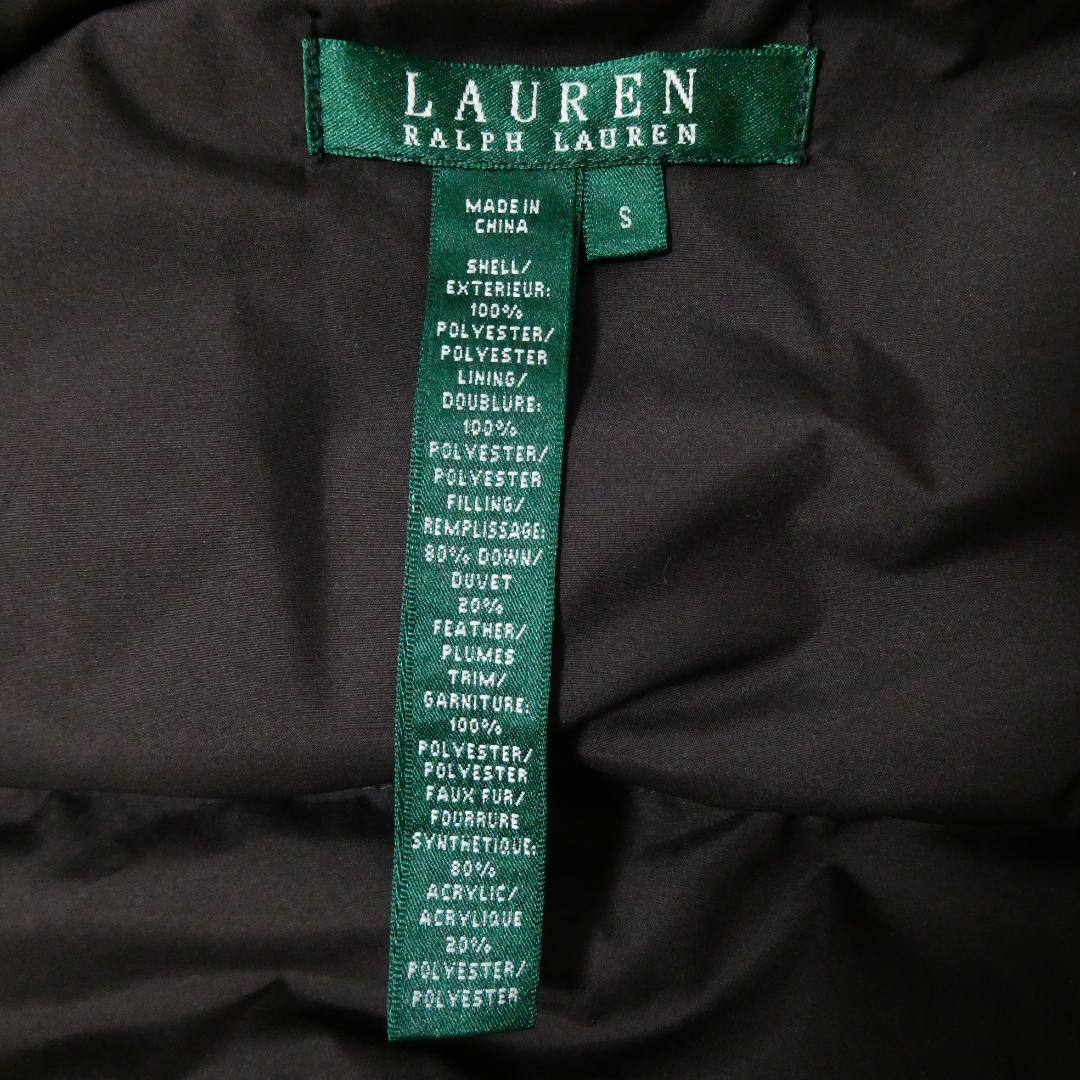 LAUREN
RALPH LAUREN
MADE IN
CHINA
S
SHELL/
EXTERIEUR:
100%
POLYESTER/
POLYESTER
LINING/
DOUBLURE:
100%
POLYESTER/
POLYESTER
FILLING/
REMPLISSAGE:
80% DOWN/
DUVET
20%
FEATHER/
PLUMES
TRIM/
GARNITURE:
100%
POLYESTER/
POLYESTER
FAUX FUR/
FOURRURE
SYNTHETIQUE:
80%
ACRYLIC/
ACRYLIQUE
20%
POLYESTER/
POLYESTER